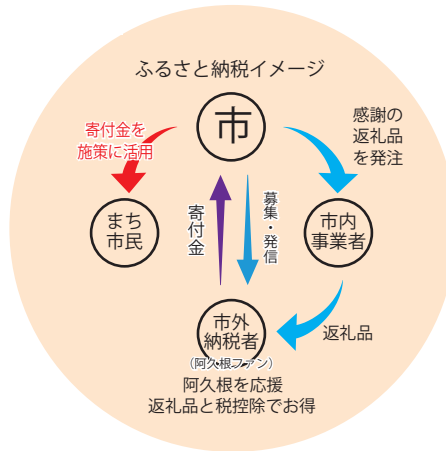 ふるさと納税イメージ
市
寄付金を
施策に活用
感謝の
返礼品
を発注
まち
市民
寄付金
募集・発信
市内
事業者
市外
納税者
（阿久根ファン）
返礼品
阿久根を応援
返礼品と税控除でお得